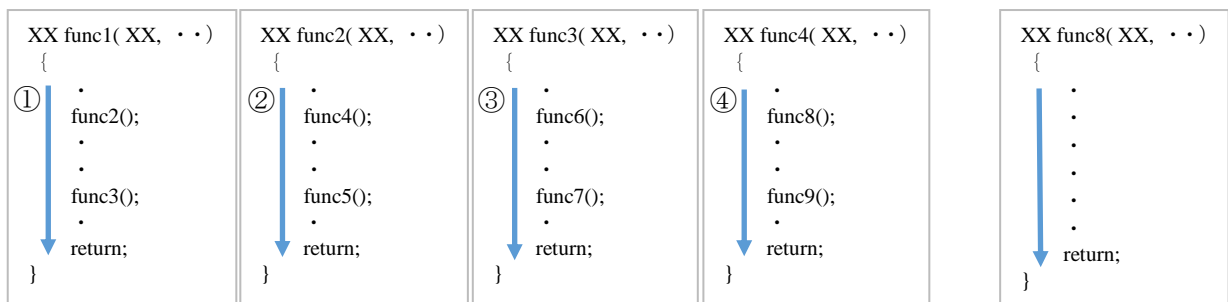 XX func1( XX, ・・)
{
①
・
func2();
・
・
func3();
・
return;
}
XX func2( XX, ・・)
{
②
・
func4();
・
・
func5();
・
return;
}
XX func3( XX, ・・)
{
③
・
func6();
・
・
func7();
・
return;
}
XX func4( XX, ・・)
{
④
・
func8();
・
・
func9();
・
return;
}
XX func8( XX, ・・)
{
・
・
・
・
・
・
return;
}